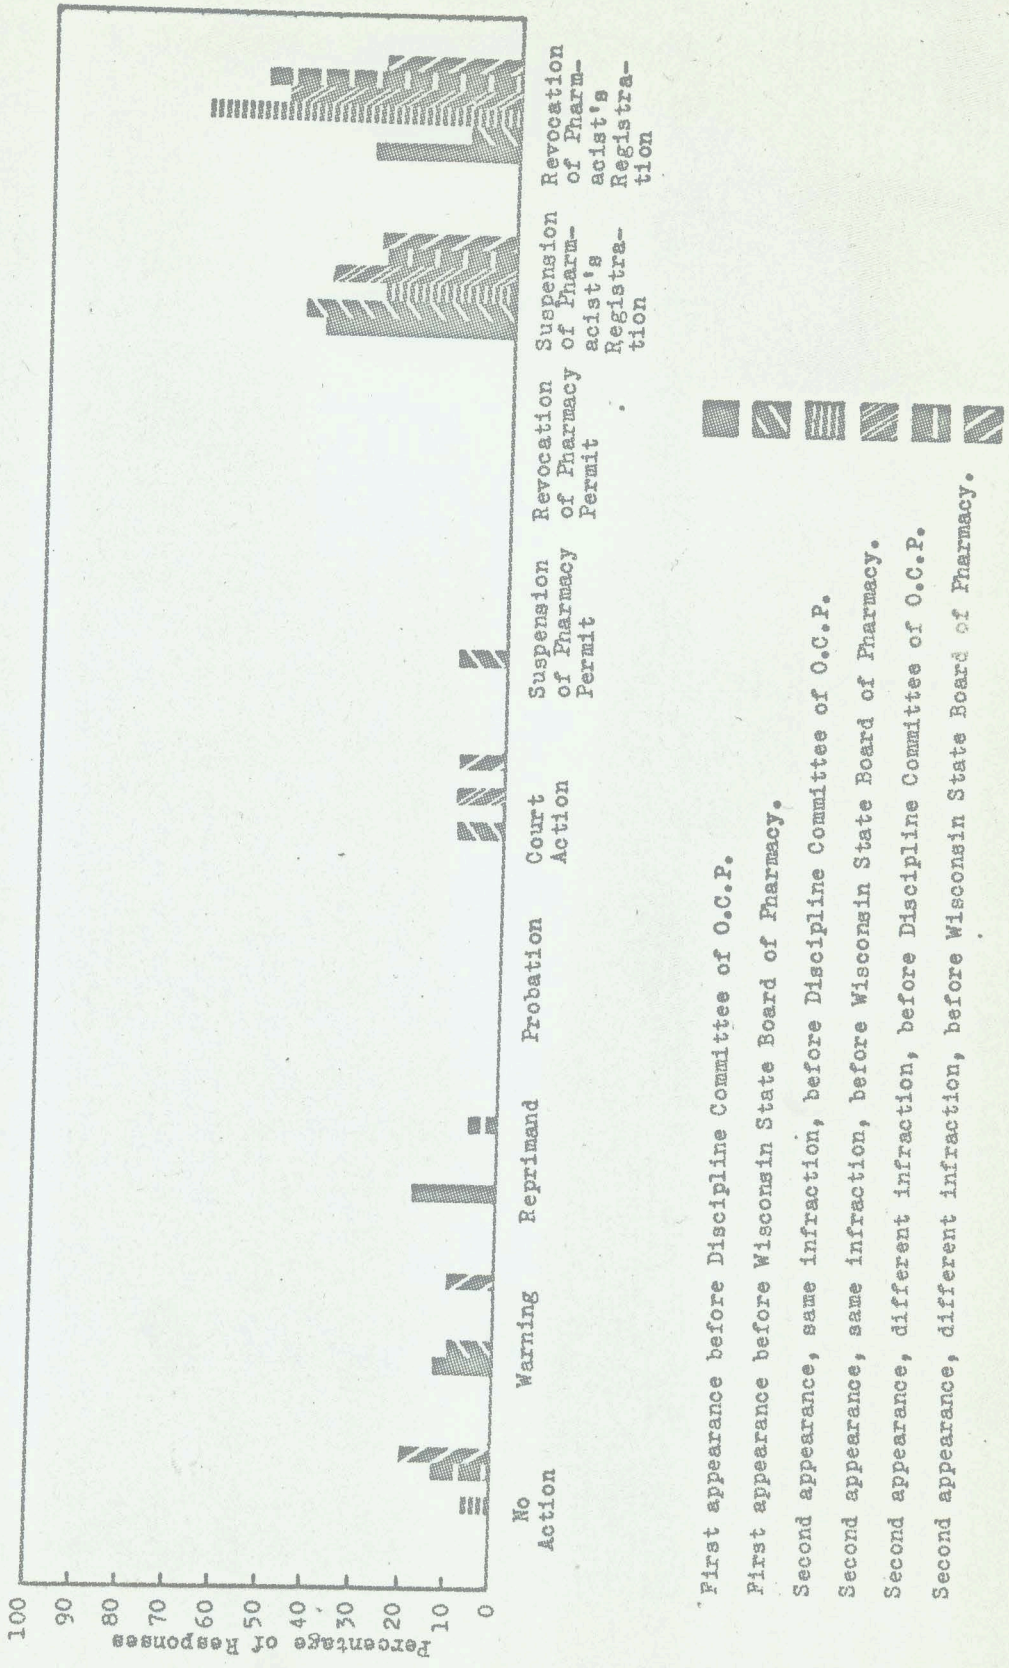 Percentage of Responses
100
90
80
70
60
50
40
30
20
10
0
No
Action
Warning
Reprimand
Probation
Court
Action
Suspension
of Pharmacy
Permit
Revocation
of Pharmacy
Permit
Suspension
of Pharm-
acist's
Registra-
tion
Revocation
of Pharm-
acist's
Registra-
tion
First appearance before Discipline Committee of O.C.P.
First appearance before Wisconsin State Board of Pharmacy.
Second appearance, same infraction, before Discipline Committee of O.C.P.
Second appearance, same infraction, before Wisconsin State Board of Pharmacy.
Second appearance, different infraction, before Discipline Committee of O.C.P.
Second appearance, different infraction, before Wisconsin State Board of Pharmacy.